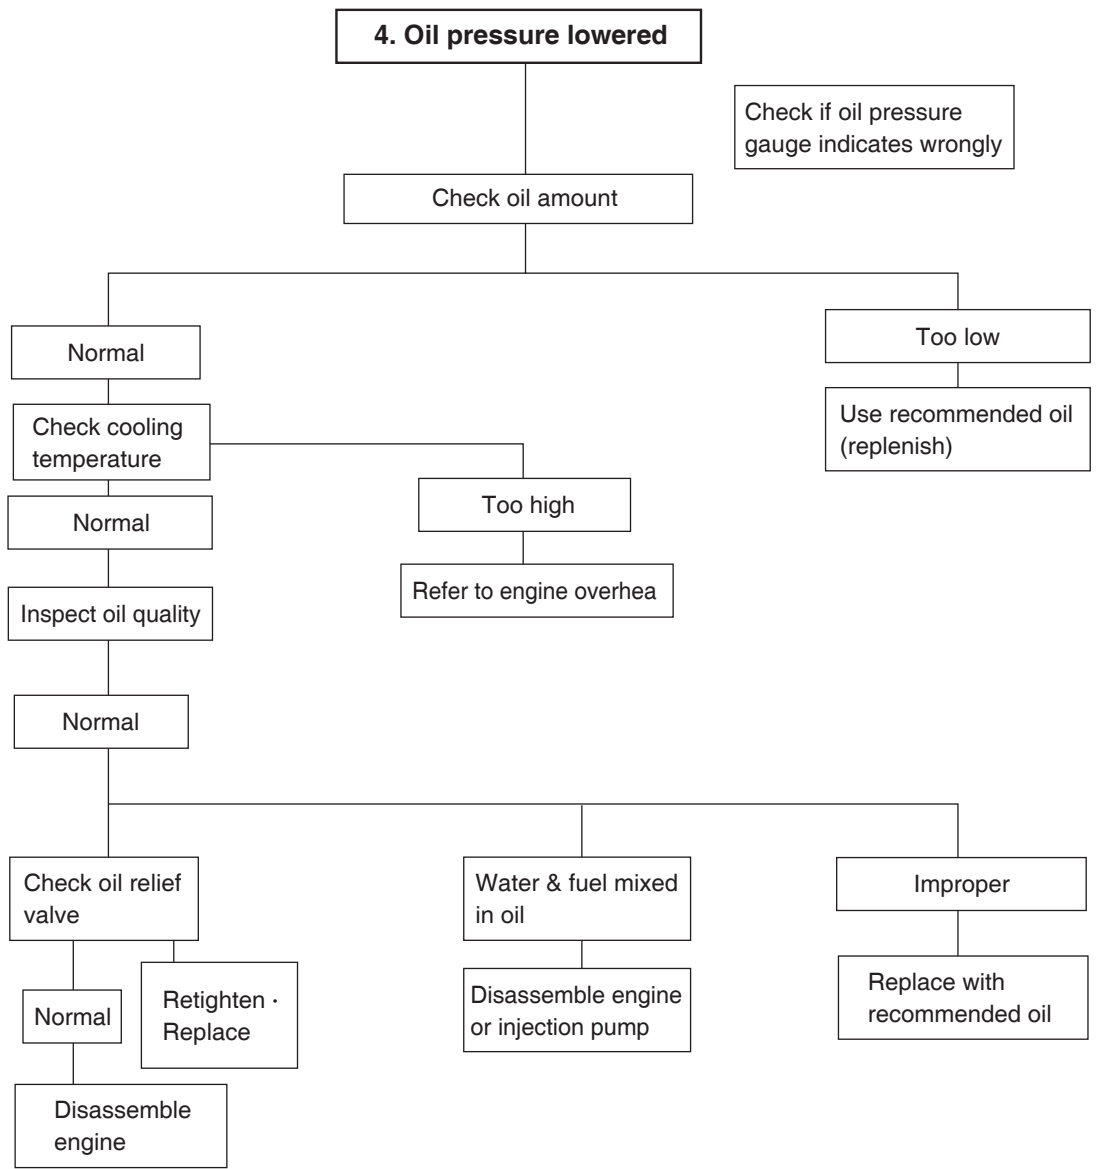 4. Oil pressure lowered
Check if oil pressure
gauge indicates wrongly
Check oil amount
Normal
Too low
Check cooling
temperature
Use recommended oil
(replenish)
Normal
Too high
Inspect oil quality
Refer to engine overhea
Normal
Check oil relief
valve
Water & fuel mixed
in oil
Improper
Normal
Retighten ·
Replace
Disassemble engine
or injection pump
Replace with
recommended oil
Disassemble
engine